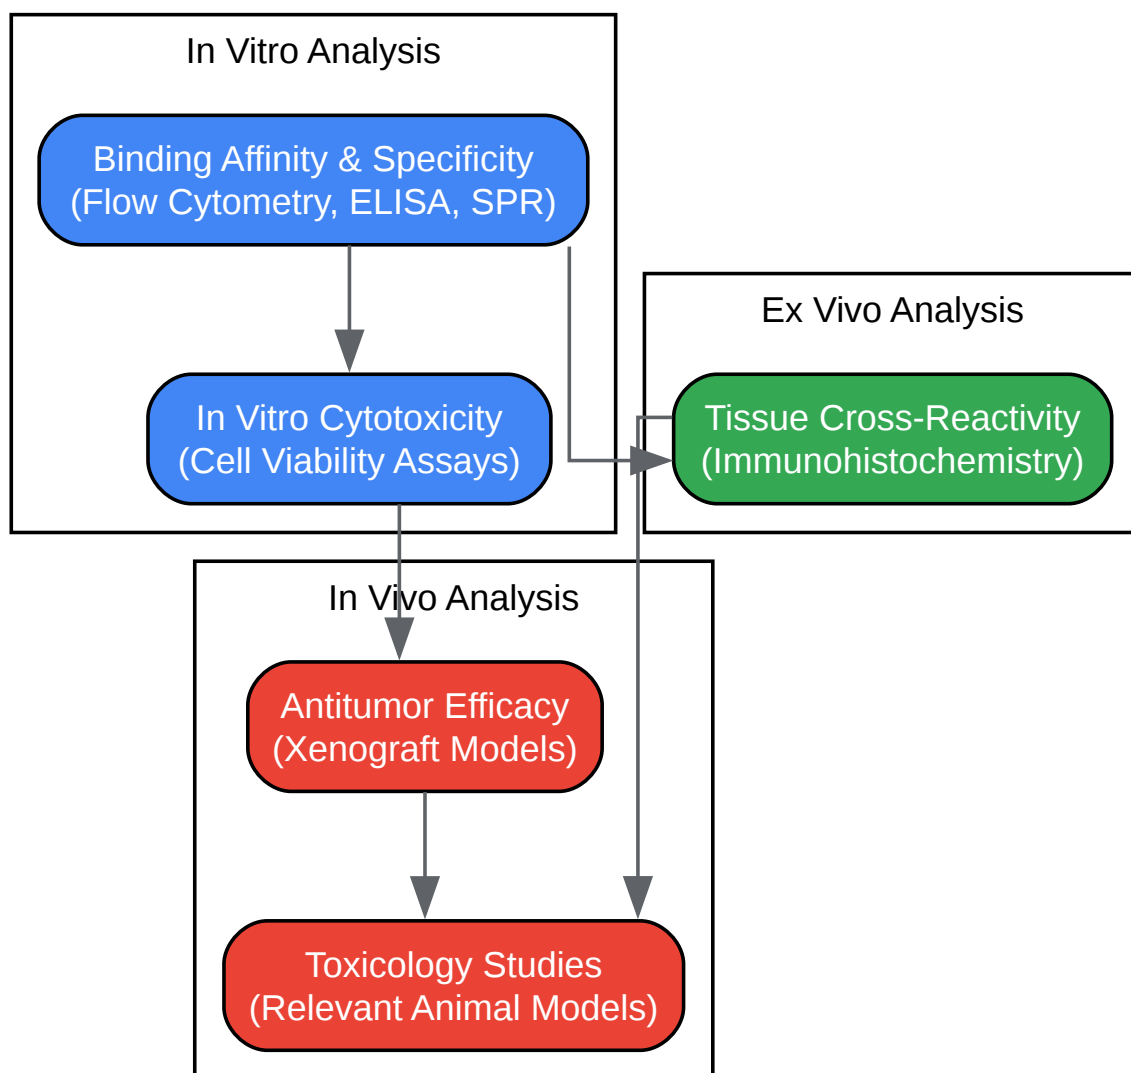 In Vitro Analysis
Binding Affinity & Specificity
(Flow Cytometry, ELISA, SPR)
In Vitro Cytotoxicity
(Cell Viability Assays)
Ex Vivo Analysis
Tissue Cross-Reactivity
(Immunohistochemistry)
In Vivo Analysis
Antitumor Efficacy
(Xenograft Models)
Toxicology Studies
(Relevant Animal Models)